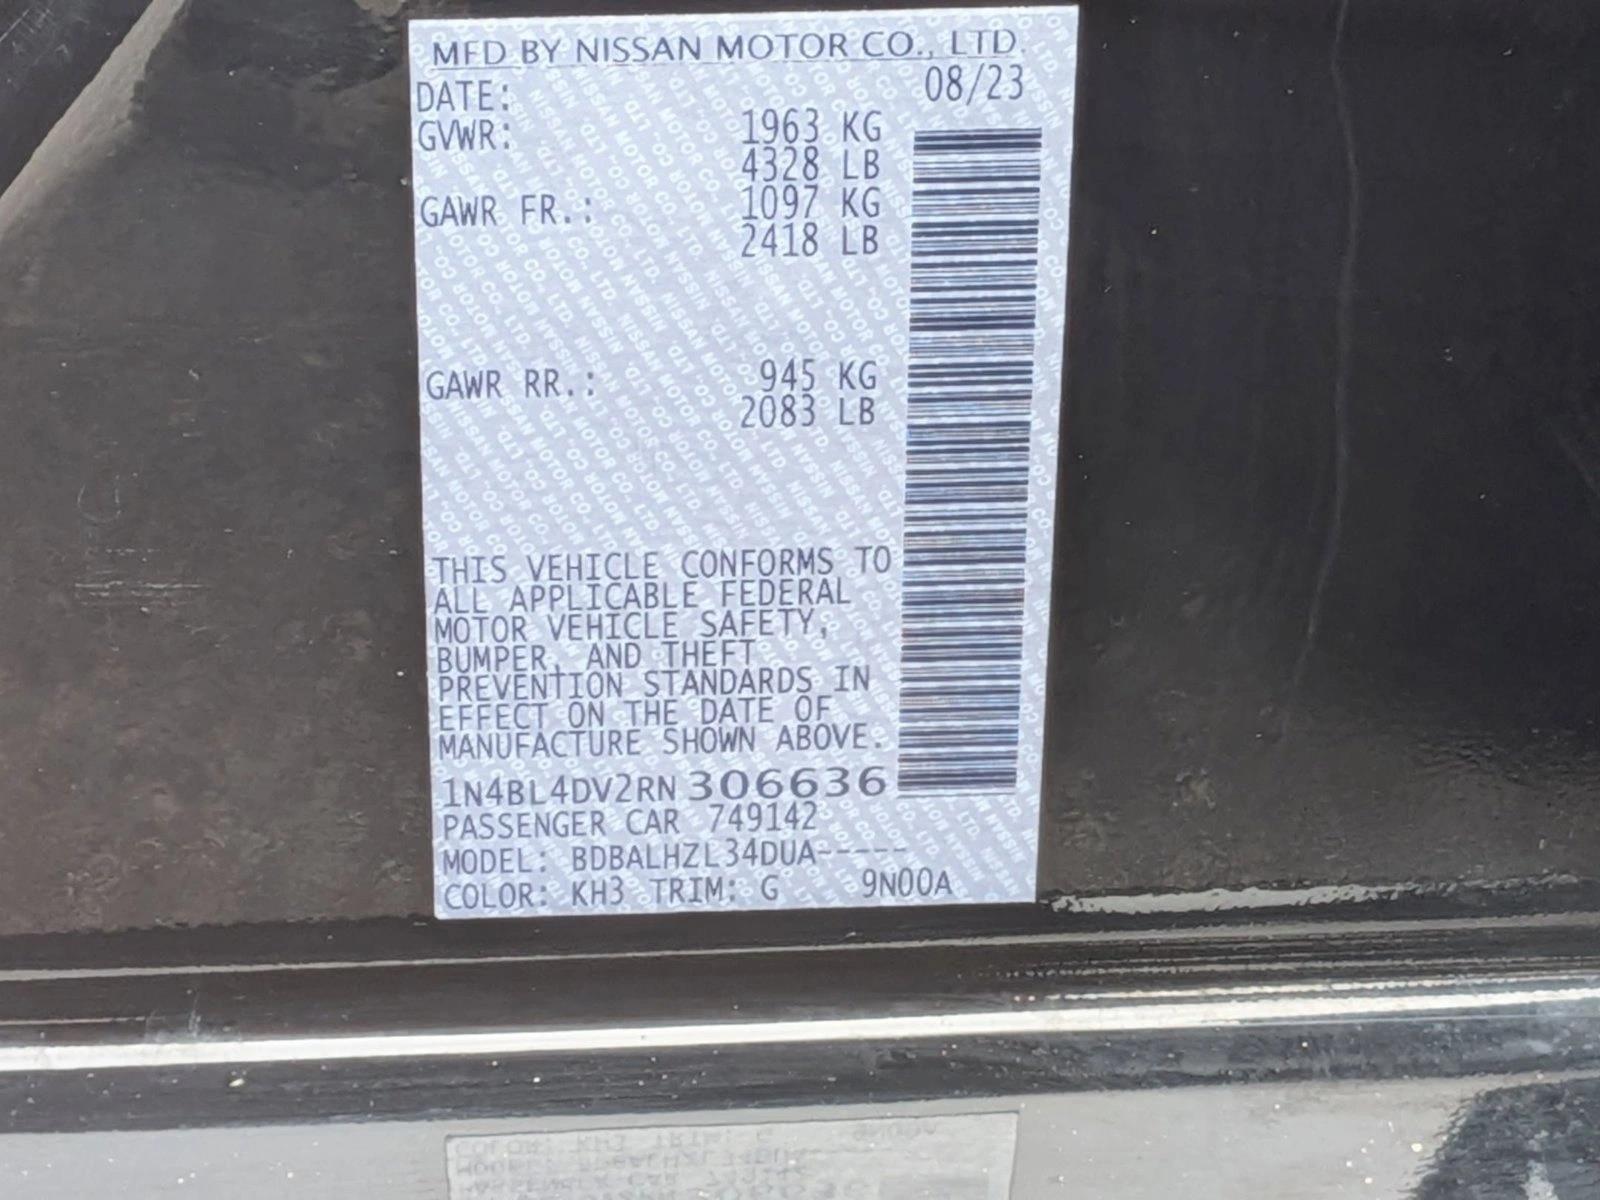 MFD BY NISSAN MOTOR CO., LTD.
DATE: 08/23
GVWR: 1963 KG
4328 LB
GAWR FR.: 1097 KG
2418 LB
GAWR RR.: 945 KG
2083 LB
THIS VEHICLE CONFORMS TO
ALL APPLICABLE FEDERAL
MOTOR VEHICLE SAFETY,
BUMPER, AND THEFT
PREVENTION STANDARDS IN
EFFECT ON THE DATE OF
MANUFACTURE SHOWN ABOVE.
1N4BL4DV2RN306636
PASSENGER CAR 749142
MODEL: BDBALHZL34DUA-----
COLOR: KH3 TRIM: G 9N00A